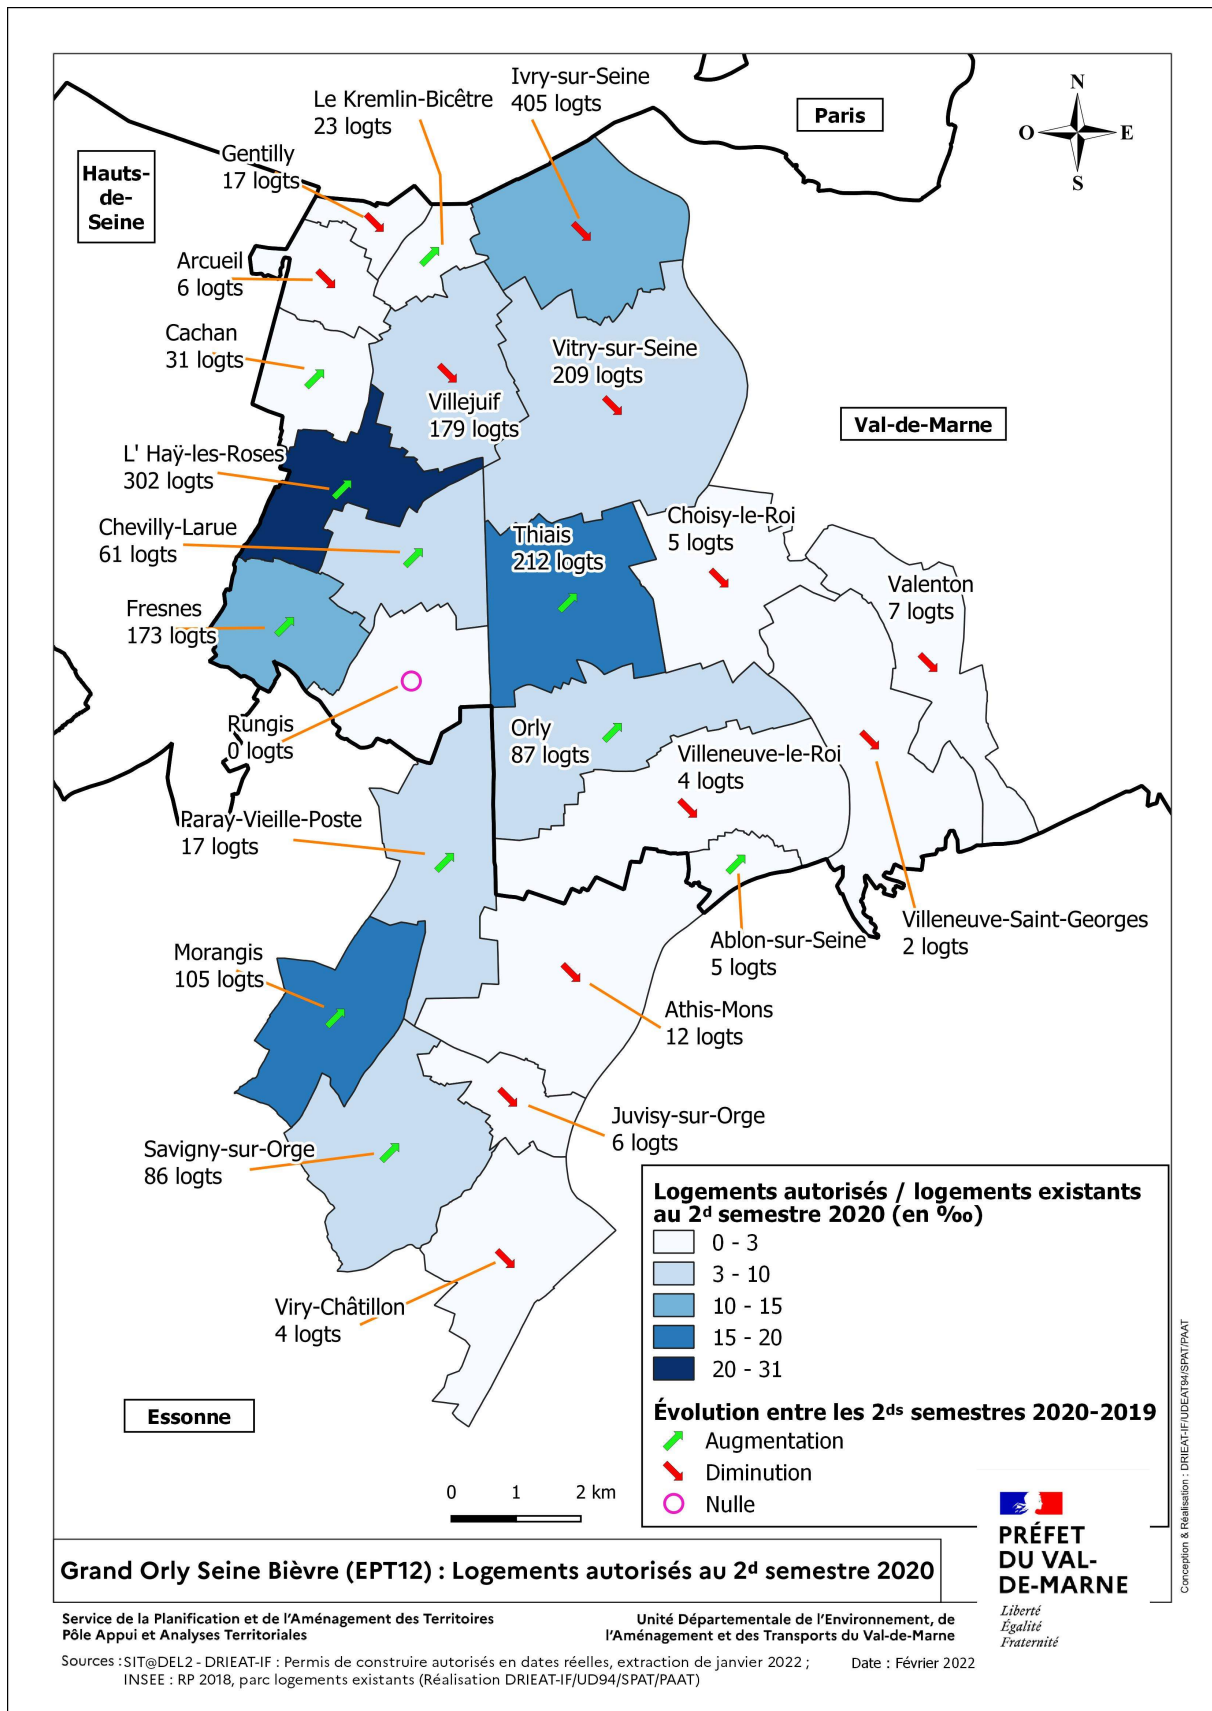 Ivry-sur-Seine
405 logts
Le Kremlin-Bicêtre
23 logts
Paris
N
O
E
S
Gentilly
17 logts
Hauts-
de-
Seine
Arcueil
6 logts
Cachan
31 logts
Vitry-sur-Seine
209 logts
Villejuif
179 logts
Val-de-Marne
L' Haÿ-les-Roses
302 logts
Chevilly-Larue
61 logts
Thiais
212 logts
Choisy-le-Roi
5 logts
Valenton
7 logts
Fresnes
173 logts
Rungis
0 logts
Orly
87 logts
Villeneuve-le-Roi
4 logts
Paray-Vieille-Poste
17 logts
Villeneuve-Saint-Georges
2 logts
Ablon-sur-Seine
5 logts
Morangis
105 logts
Athis-Mons
12 logts
Juvisy-sur-Orge
6 logts
Savigny-sur-Orge
86 logts
Viry-Châtillon
4 logts
Essonne
Logements autorisés / logements existants
au 2d semestre 2020 (en ‰)
0 - 3
3 - 10
10 - 15
15 - 20
20 - 31
Évolution entre les 2ds semestres 2020-2019
Augmentation
Diminution
Nulle
0 1 2 km
PRÉFET
DU VAL-
DE-MARNE
Liberté
Égalité
Fraternité
Conception & Réalisation : DRIEAT-IF/UDEAT94/SPAT/PAAT
Grand Orly Seine Bièvre (EPT12) : Logements autorisés au 2d semestre 2020
Service de la Planification et de l'Aménagement des Territoires
Pôle Appui et Analyses Territoriales
Unité Départementale de l'Environnement, de
l'Aménagement et des Transports du Val-de-Marne
Sources : SIT@DEL2 - DRIEAT-IF : Permis de construire autorisés en dates réelles, extraction de janvier 2022 ;
INSEE : RP 2018, parc logements existants (Réalisation DRIEAT-IF/UD94/SPAT/PAAT)
Date : Février 2022